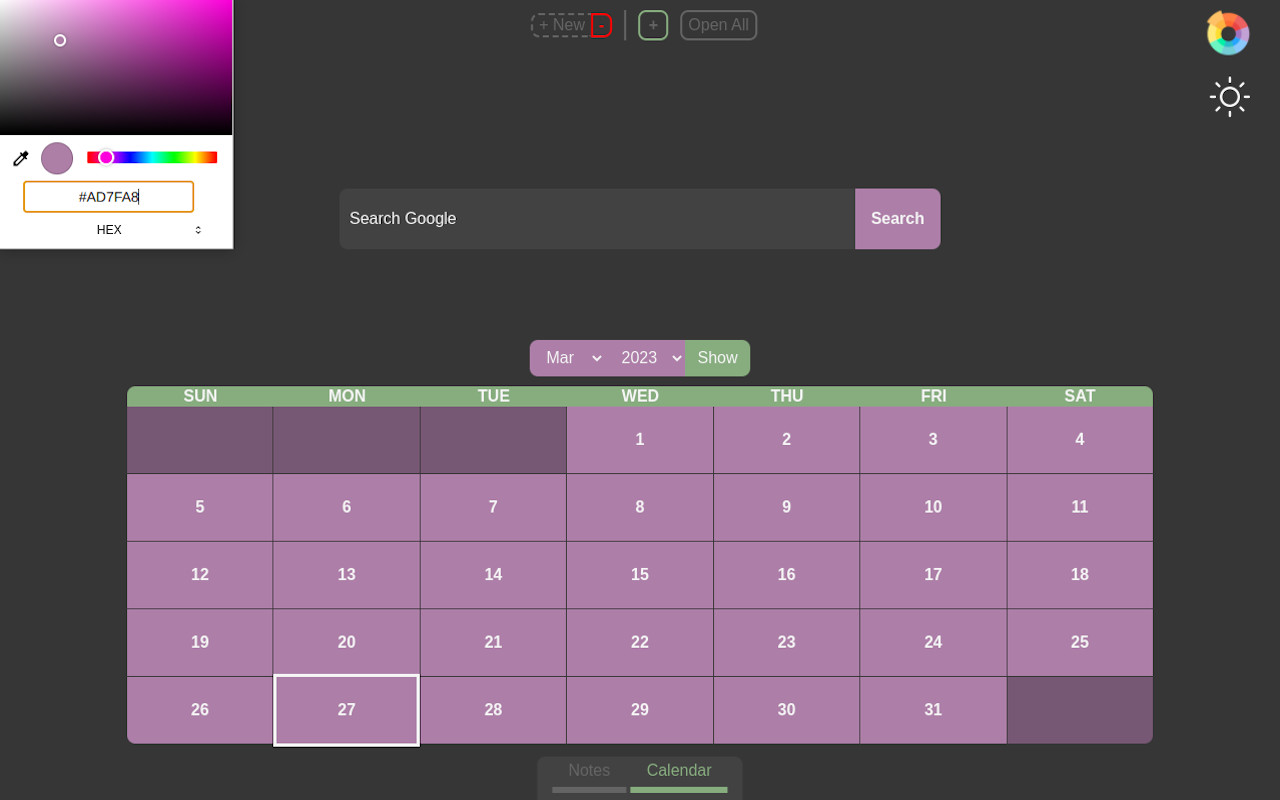 + New - + Open All
#AD7FA8
HEX
Search Google Search
Mar 2023 Show
SUN MON TUE WED THU FRI SAT
1 2 3 4
5 6 7 8 9 10 11
12 13 14 15 16 17 18
19 20 21 22 23 24 25
26 27 28 29 30 31
Notes Calendar